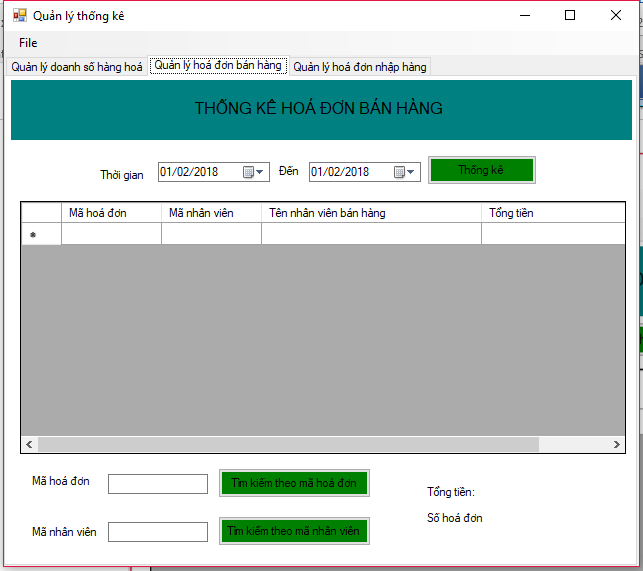 Quản lý thống kê
File
Quản lý doanh số hàng hoá Quản lý hoá đơn bán hàng Quản lý hoá đơn nhập hàng
THỐNG KÊ HOÁ ĐƠN BÁN HÀNG
Thời gian 01/02/2018 Đến 01/02/2018 Thống kê
Mã hoá đơn Mã nhân viên Tên nhân viên bán hàng Tổng tiền
Mã hoá đơn Tìm kiếm theo mã hoá đơn
Tổng tiền:
Số hoá đơn
Mã nhân viên Tìm kiếm theo mã nhân viên